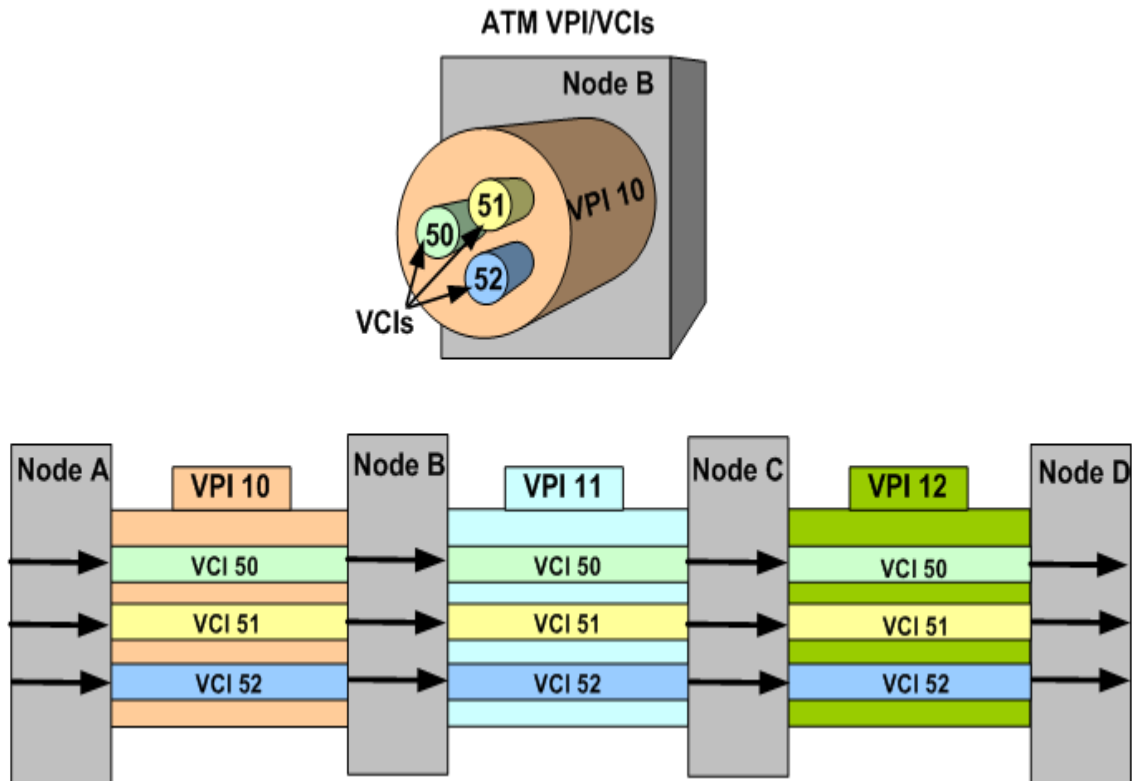 ATM VPI/VCIs
Node B
VPI 10
51
50
52
VCIs
Node A
VPI 10
Node B
VPI 11
Node C
VPI 12
Node D
VCI 50
VCI 50
VCI 50
VCI 51
VCI 51
VCI 51
VCI 52
VCI 52
VCI 52